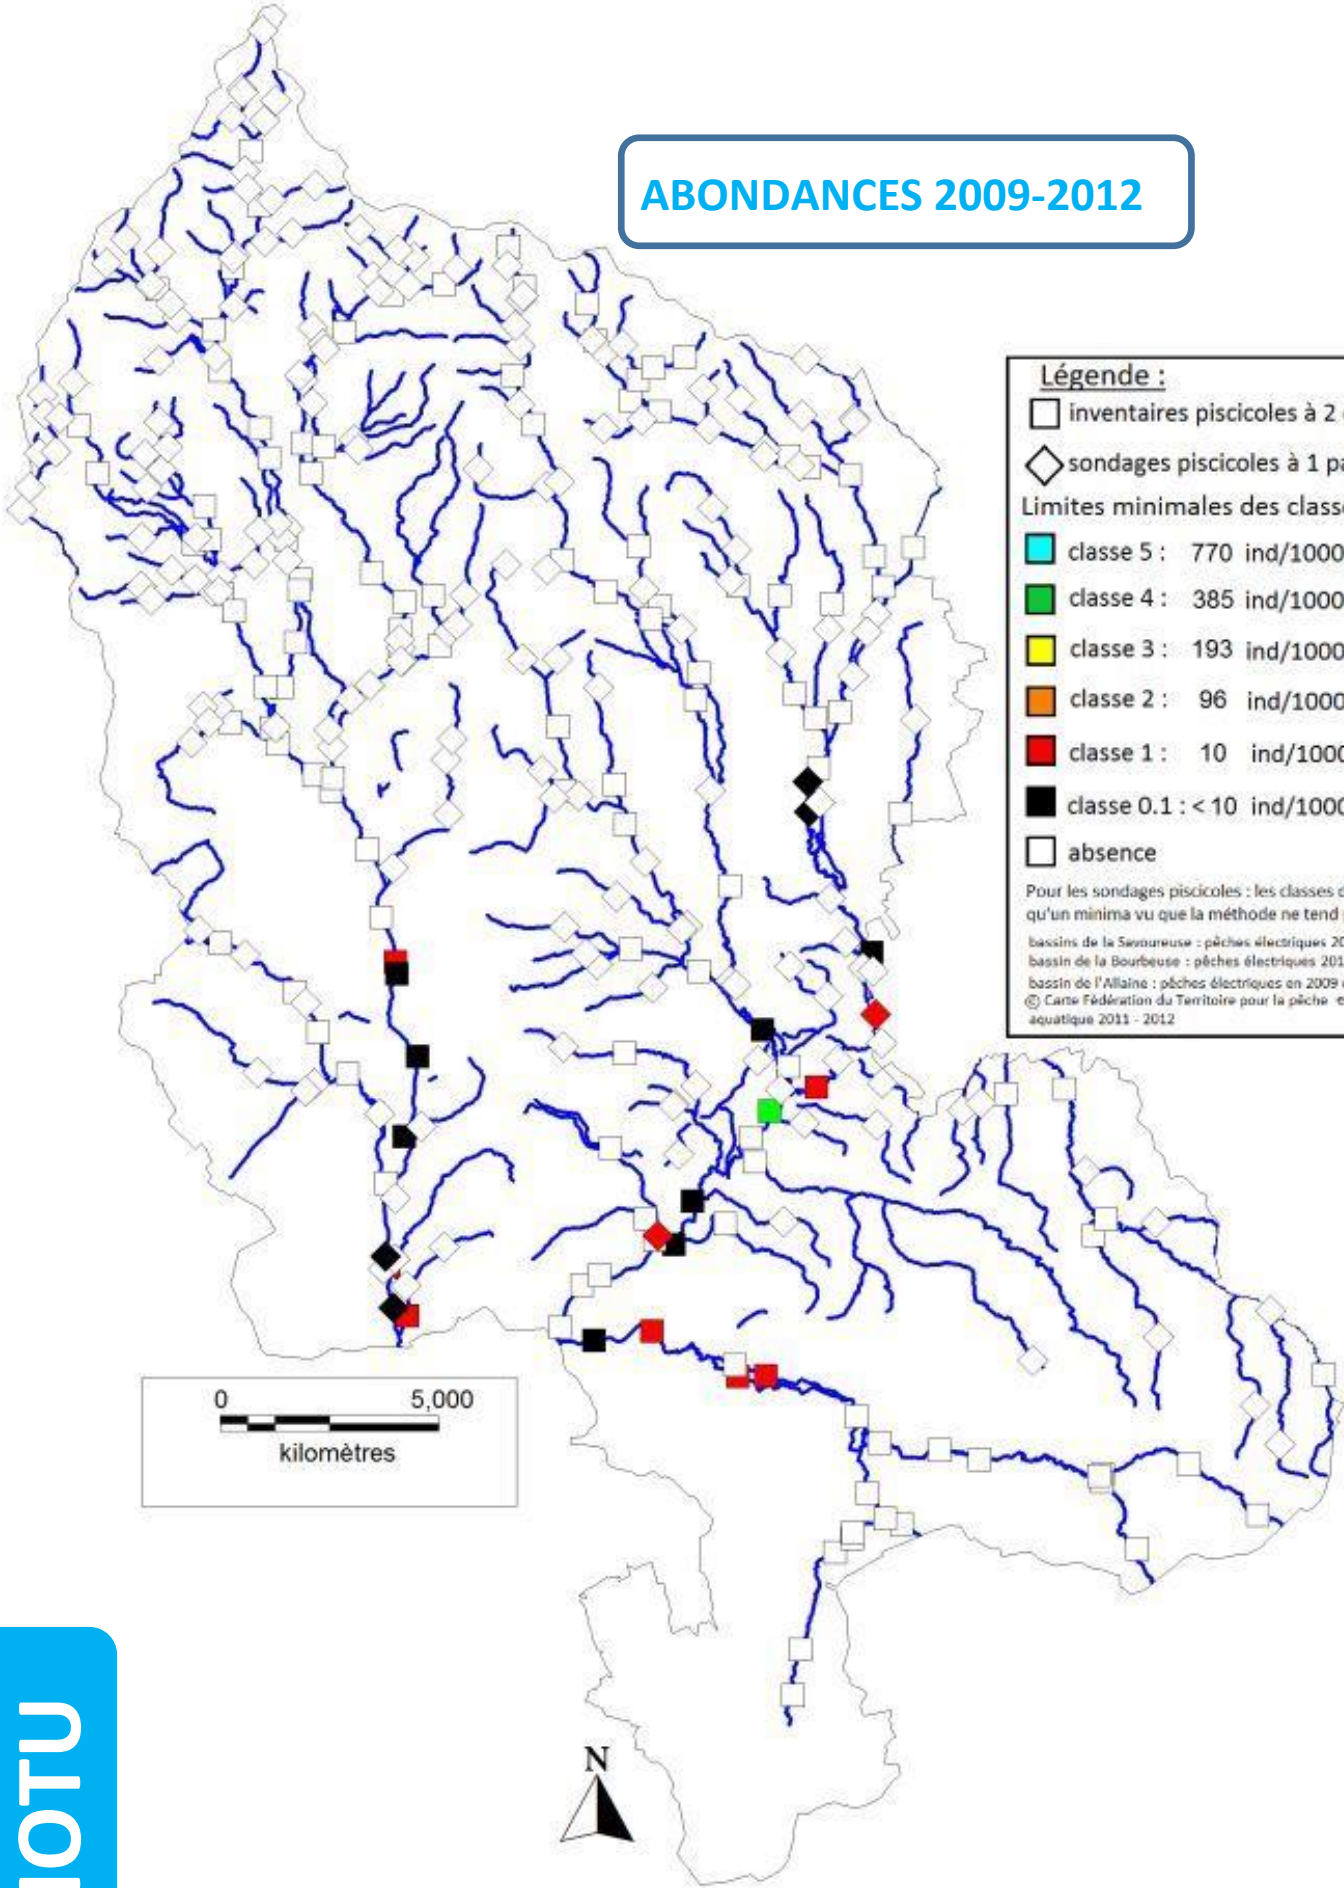 ABONDANCES 2009-2012
Légende :
inventaires piscicoles à 2
sondages piscicoles à 1
Limites minimales des
classe 5 : 770 ind/1000
classe 4 : 385 ind/1000
classe 3 : 193 ind/1000
classe 2 : 96 ind/1000
classe 1 : 10 ind/1000
classe 0.1 : < 10 ind/1000
absence
Pour les sondages piscicoles : les classes
qu'un minima vu que la méthode ne tend
bassins de la Savoureuse : pêches électriques
bassin de la Bourbeuse : pêches électriques
bassin de l'Allaine : pêches électriques en 2009
© Carte Fédération du Territoire pour la pêche
aquatique 2011 - 2012
0 5,000
kilomètres
N
HOTU